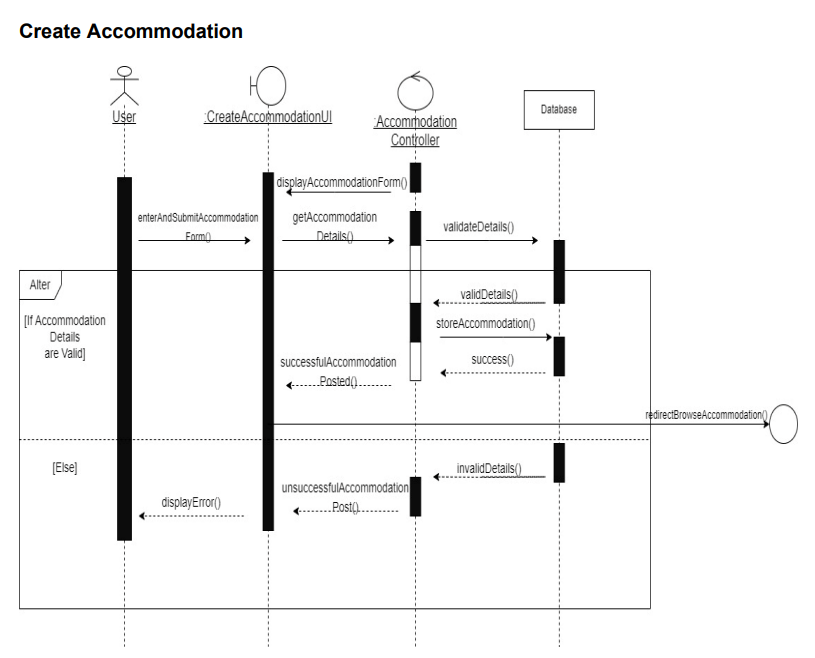 Create Accommodation
User
:CreateAccommodationUI
:Accommodation
Controller
Database
displayAccommodationForm()
enterAndSubmitAccommodation
Form()
getAccommodation
Details()
validateDetails()
Alter
[If Accommodation
Details
are Valid]
validDetails()
storeAccommodation()
successfulAccommodation
Posted()
success()
redirectBrowseAccommodation()
[Else]
invalidDetails()
unsuccessfulAccommodation
Post()
displayError()